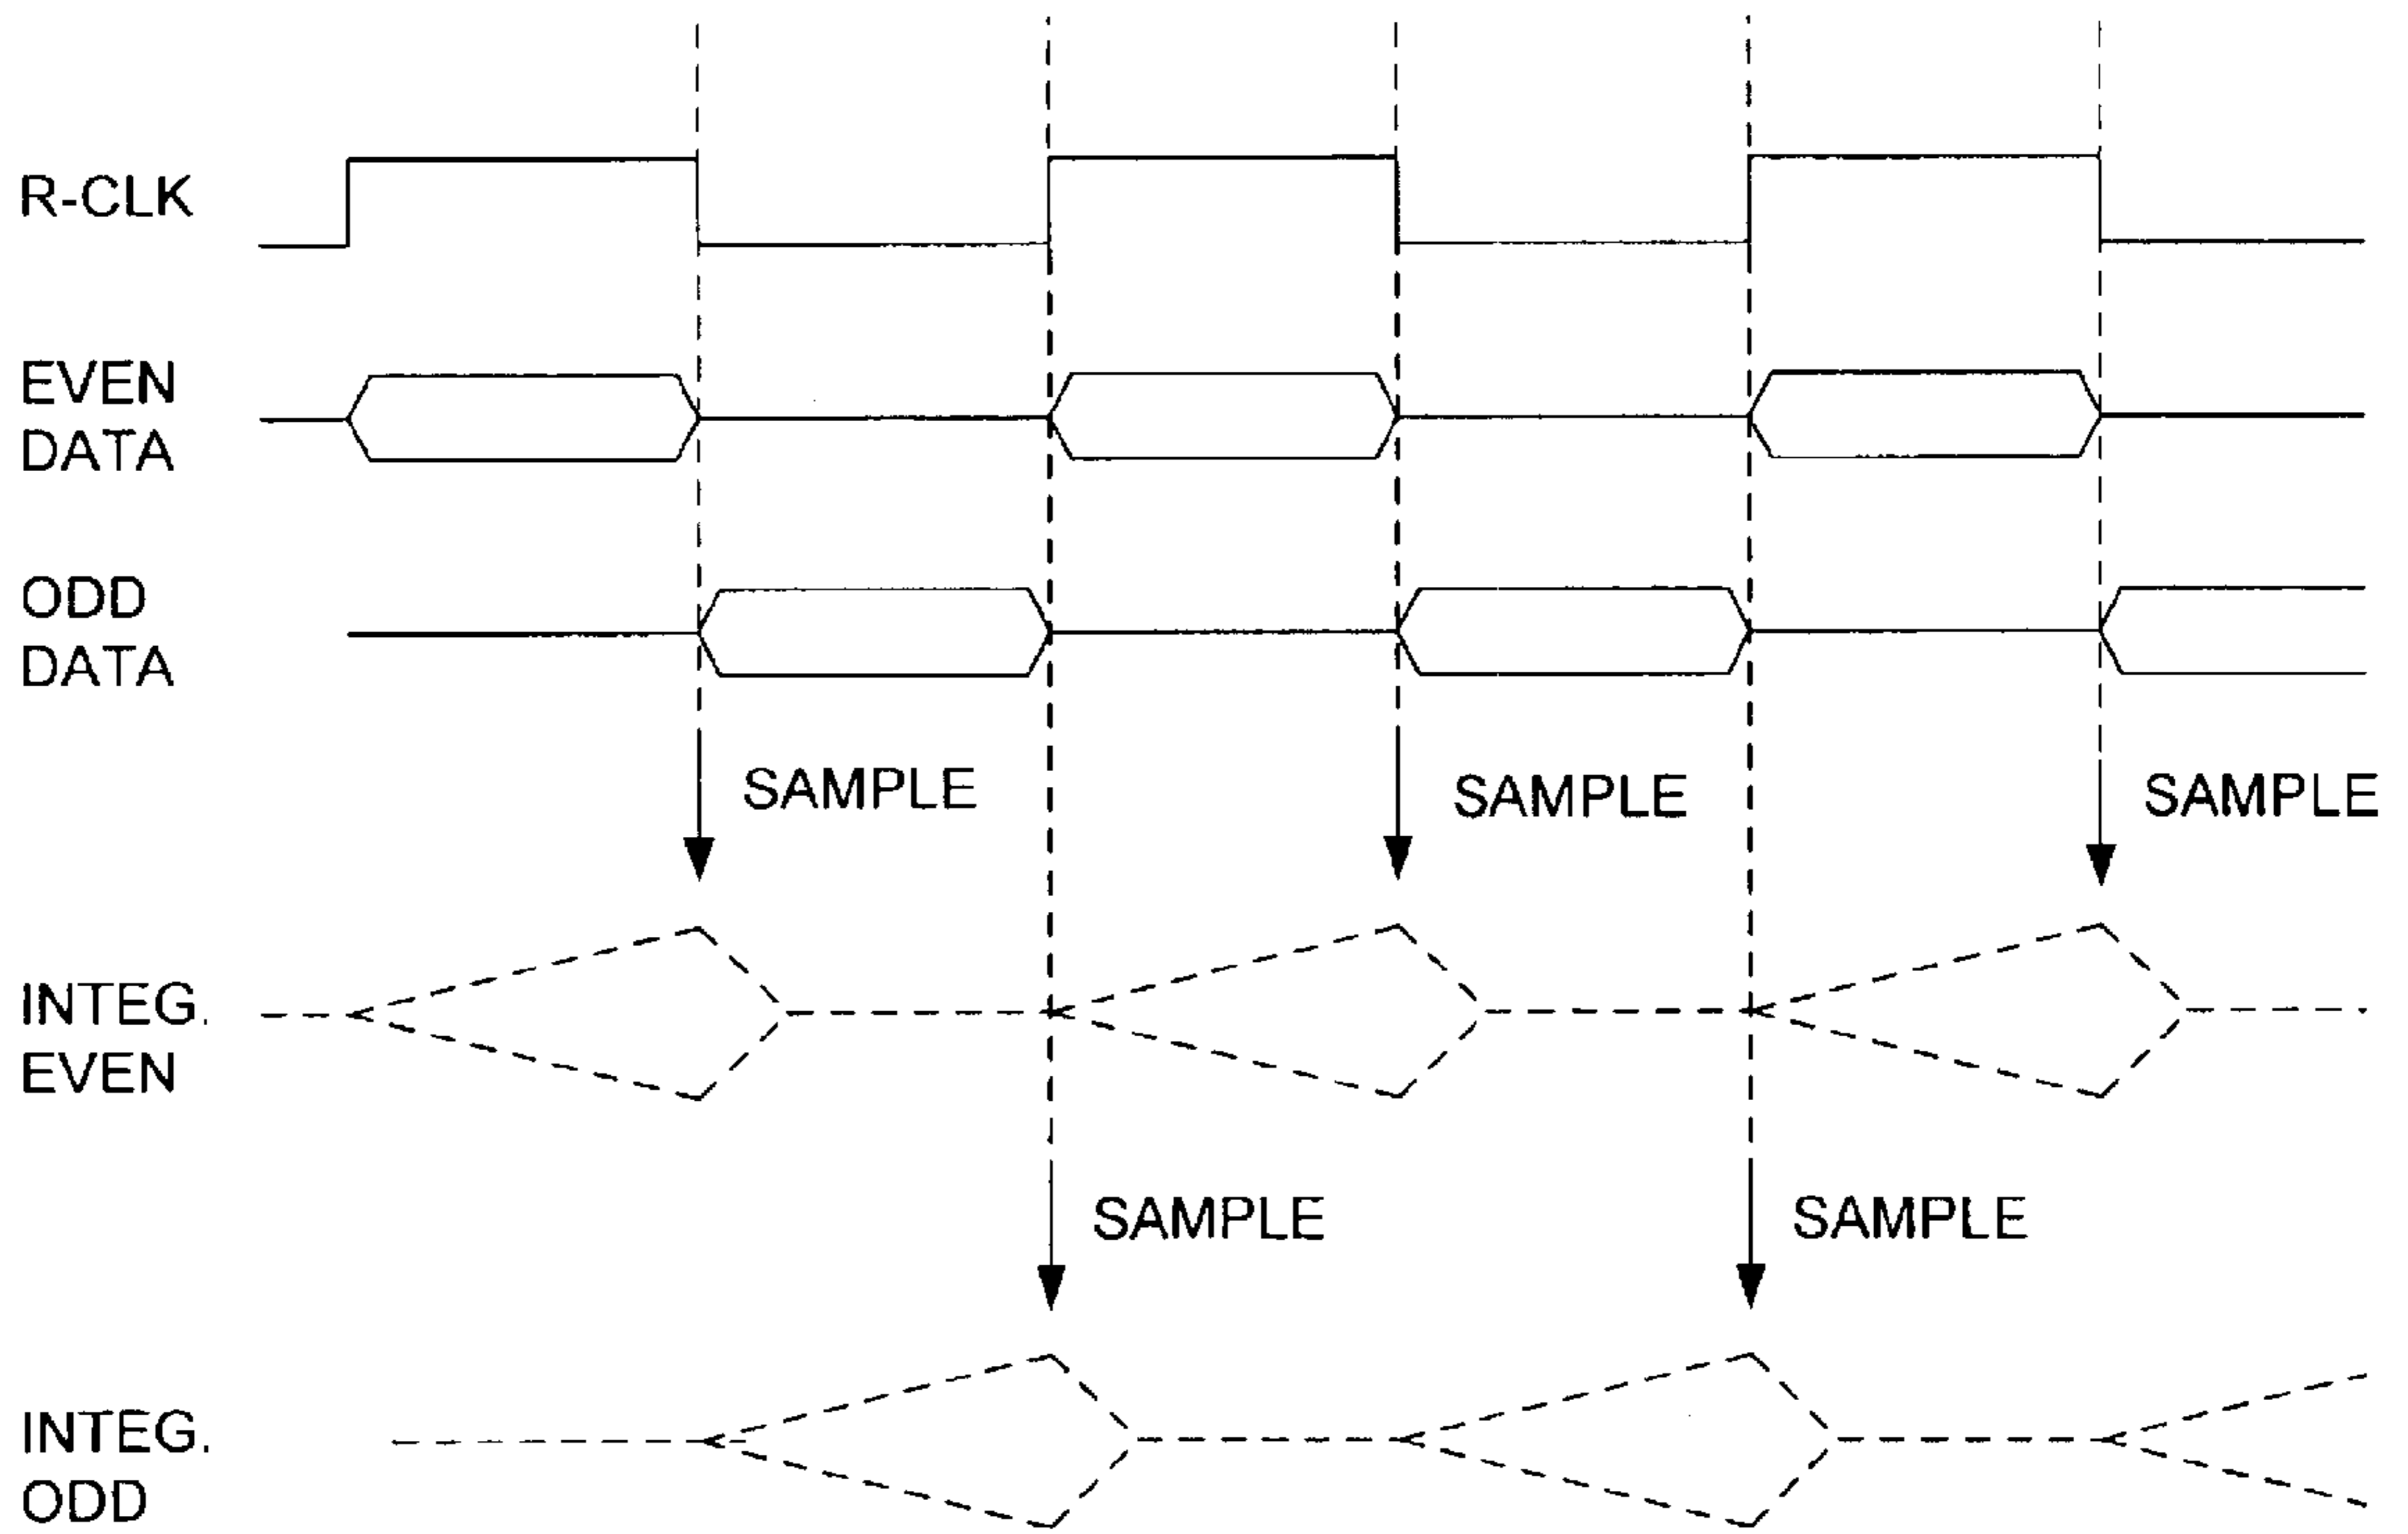 R-CLK
EVEN
DATA
ODD
DATA
SAMPLE SAMPLE SAMPLE
INTEG.
EVEN
SAMPLE SAMPLE
INTEG.
ODD